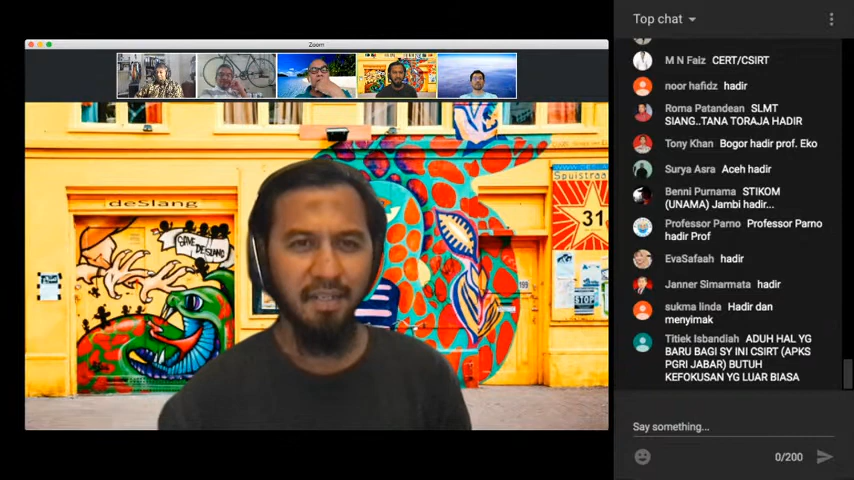 Zoom
deSlang
SAVE
DESLANG
Spuistraat
31
199
STOP
Top chat
M N Faiz CERT/CSIRT
noor hafidz hadir
Roma Patandean SLMT
SIANG..TANA TORAJA HADIR
Tony Khan Bogor hadir prof. Eko
Surya Asra Aceh hadir
Benni Purnama STIKOM
(UNAMA) Jambi hadir...
Professor Parno Professor Parno
hadir Prof
EvaSafaah hadir
Janner Simarmata hadir
sukma linda Hadir dan
menyimak
Titiek Isbandiah ADUH HAL YG
BARU BAGI SY INI CSIRT (APKS
PGRI JABAR) BUTUH
KEFOKUSAN YG LUAR BIASA
Say something...
0/200